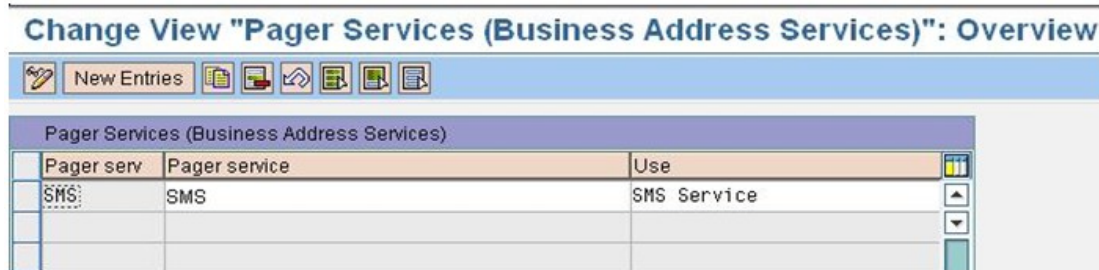 Change View "Pager Services (Business Address Services)": Overview
New Entries
Pager Services (Business Address Services)
Pager serv Pager service Use
SMS SMS SMS Service